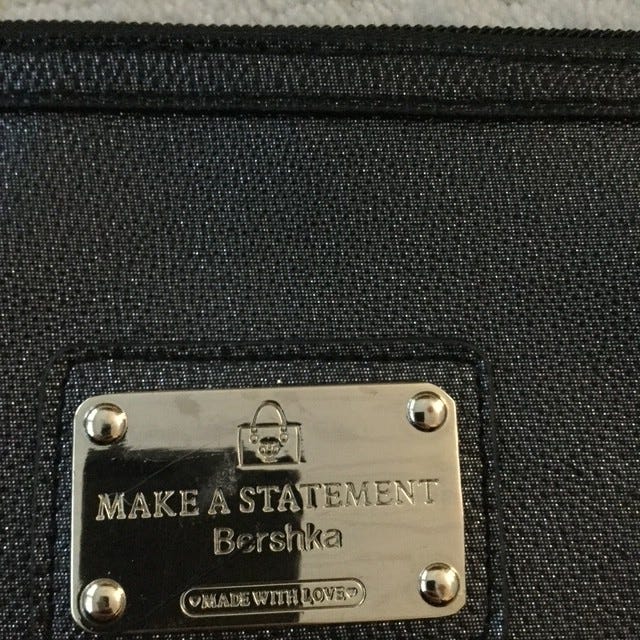 MAKE A STATEMENT
Bershka
♥MADE WITH LOVE♥